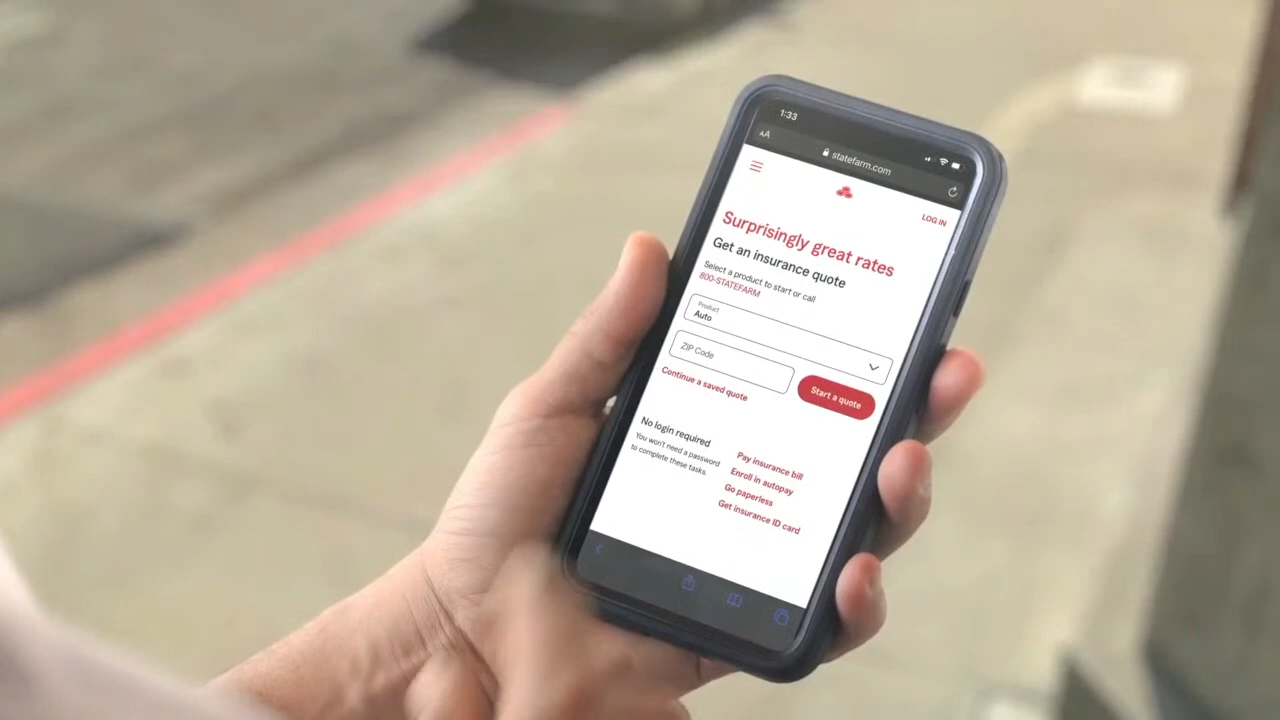 1:33
AA
statefarm.com
LOG IN
Surprisingly great rates
Get an insurance quote
Select a product to start or call
800-STATEFARM
Product
Auto
ZIP Code
Start a quote
Continue a saved quote
No login required
You won't need a password
to complete these tasks.
Pay insurance bill
Enroll in autopay
Go paperless
Get insurance ID card